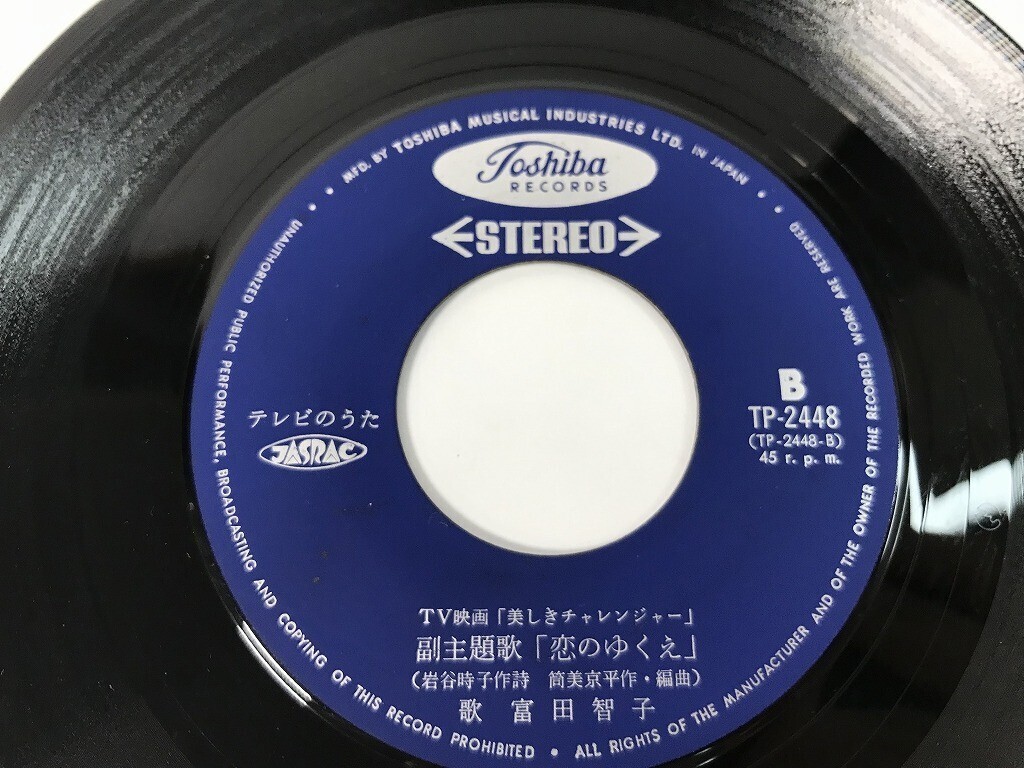 MFD. BY TOSHIBA MUSICAL INDUSTRIES LTD. IN JAPAN
Toshiba
RECORDS
STEREO
テレビのうた
JASRAC
B
TP-2448
(TP-2448-B)
45 r. p. m.
TV映画「美しきチャレンジャー」
副主題歌「恋のゆくえ」
(岩谷時子作詩 筒美京平作・編曲)
歌 富田智子
UNAUTHORIZED PUBLIC PERFORMANCE, BROADCASTING AND COPYING OF THIS RECORD PROHIBITED • ALL RIGHTS OF THE MANUFACTURER AND OF THE OWNER OF THE RECORDED WORK ARE RESERVED